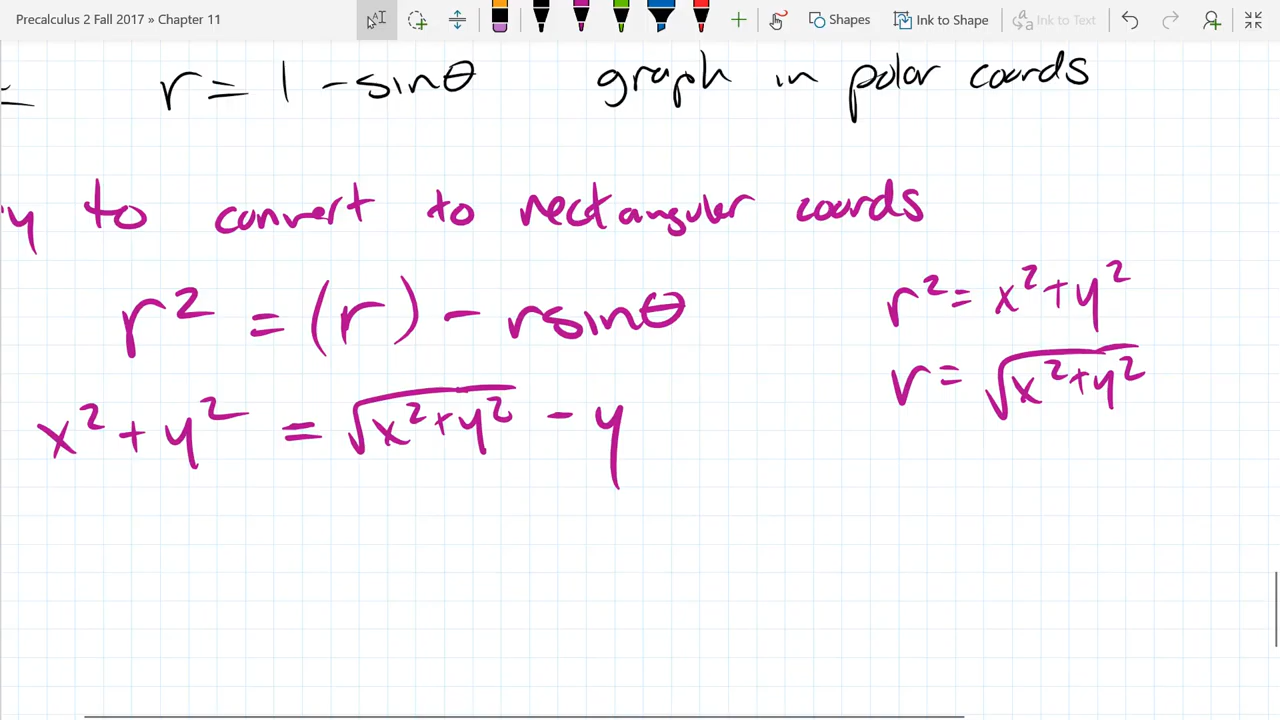 Precalculus 2 Fall 2017 » Chapter 11
Shapes
Ink to Shape
Ink to Text
r = 1 - sinθ graph in polar coords
y to convert to rectangular coords
r² = (r) - rsinθ
r² = x² + y²
r = √(x² + y²)
x² + y² = √(x² + y²) - y